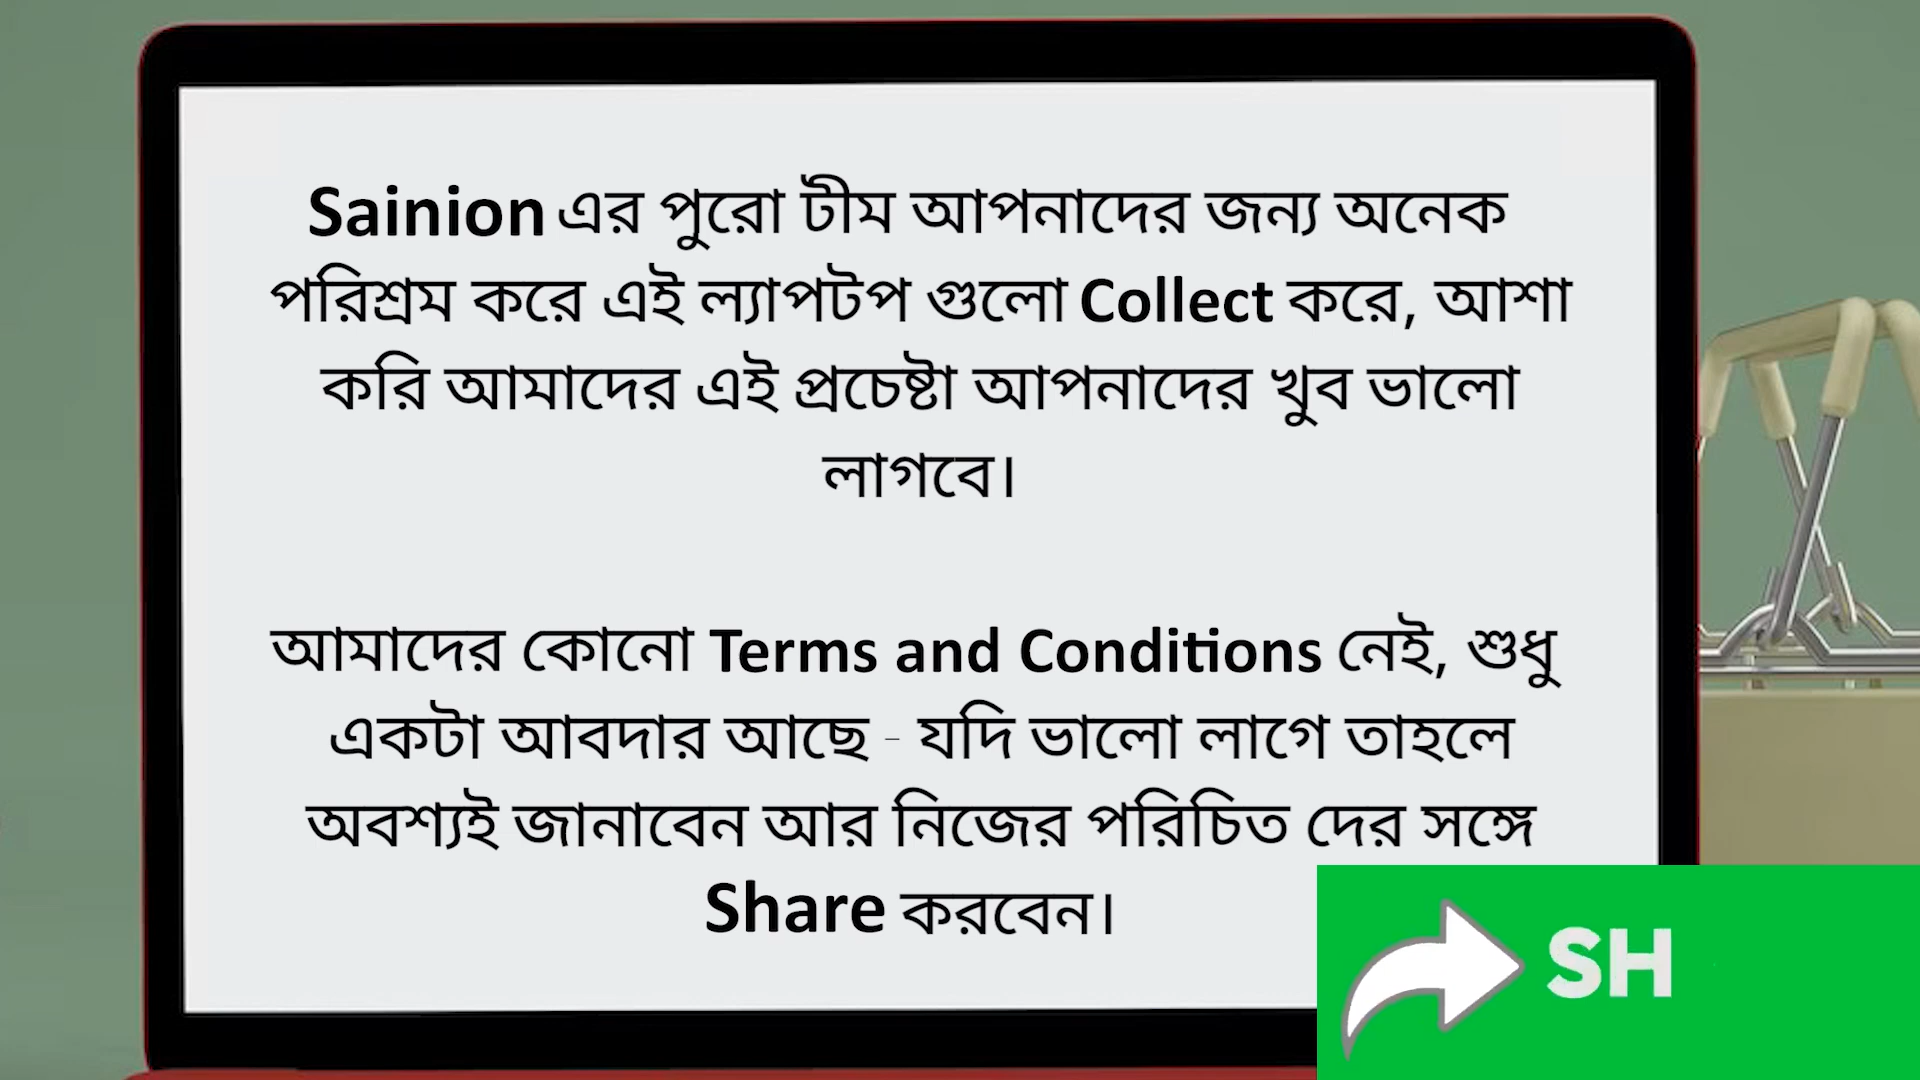 Sainion এর পুরো টীম আপনাদের জন্য অনেক
পরিশ্রম করে এই ল্যাপটপ গুলো Collect করে, আশা
করি আমাদের এই প্রচেষ্টা আপনাদের খুব ভালো
লাগবে।
আমাদের কোনো Terms and Conditions নেই, শুধু
একটা আবদার আছে - যদি ভালো লাগে তাহলে
অবশ্যই জানাবেন আর নিজের পরিচিত দের সঙ্গে
Share করবেন।
SH